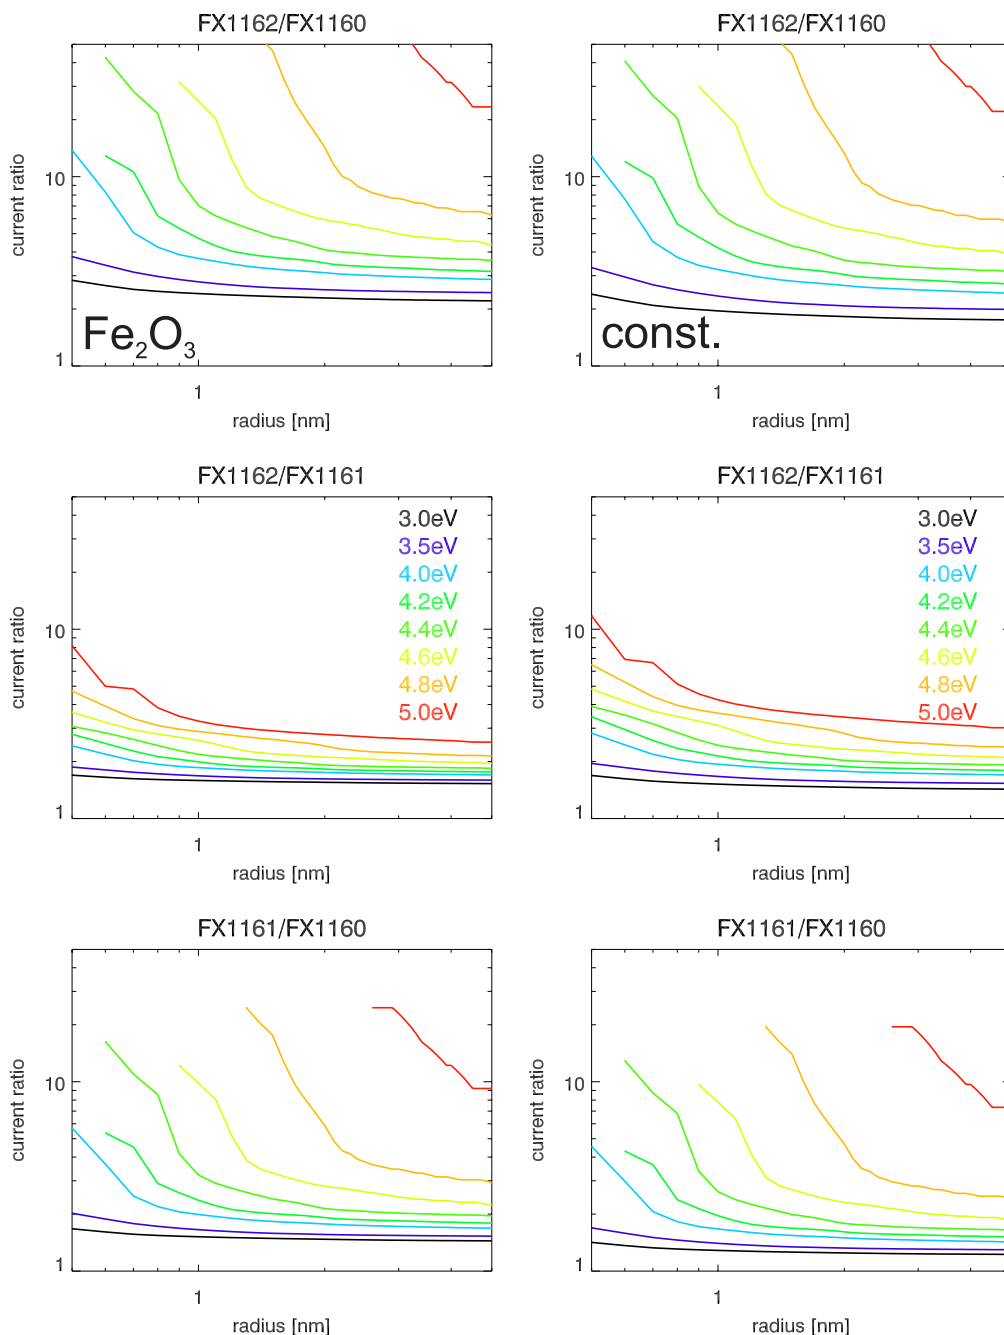 FX1162/FX1160
current ratio
10
1
Fe2O3
1
radius [nm]
FX1162/FX1160
current ratio
10
1
const.
1
radius [nm]
FX1162/FX1161
current ratio
10
1
3.0eV
3.5eV
4.0eV
4.2eV
4.4eV
4.6eV
4.8eV
5.0eV
1
radius [nm]
FX1162/FX1161
current ratio
10
1
3.0eV
3.5eV
4.0eV
4.2eV
4.4eV
4.6eV
4.8eV
5.0eV
1
radius [nm]
FX1161/FX1160
current ratio
10
1
1
radius [nm]
FX1161/FX1160
current ratio
10
1
1
radius [nm]